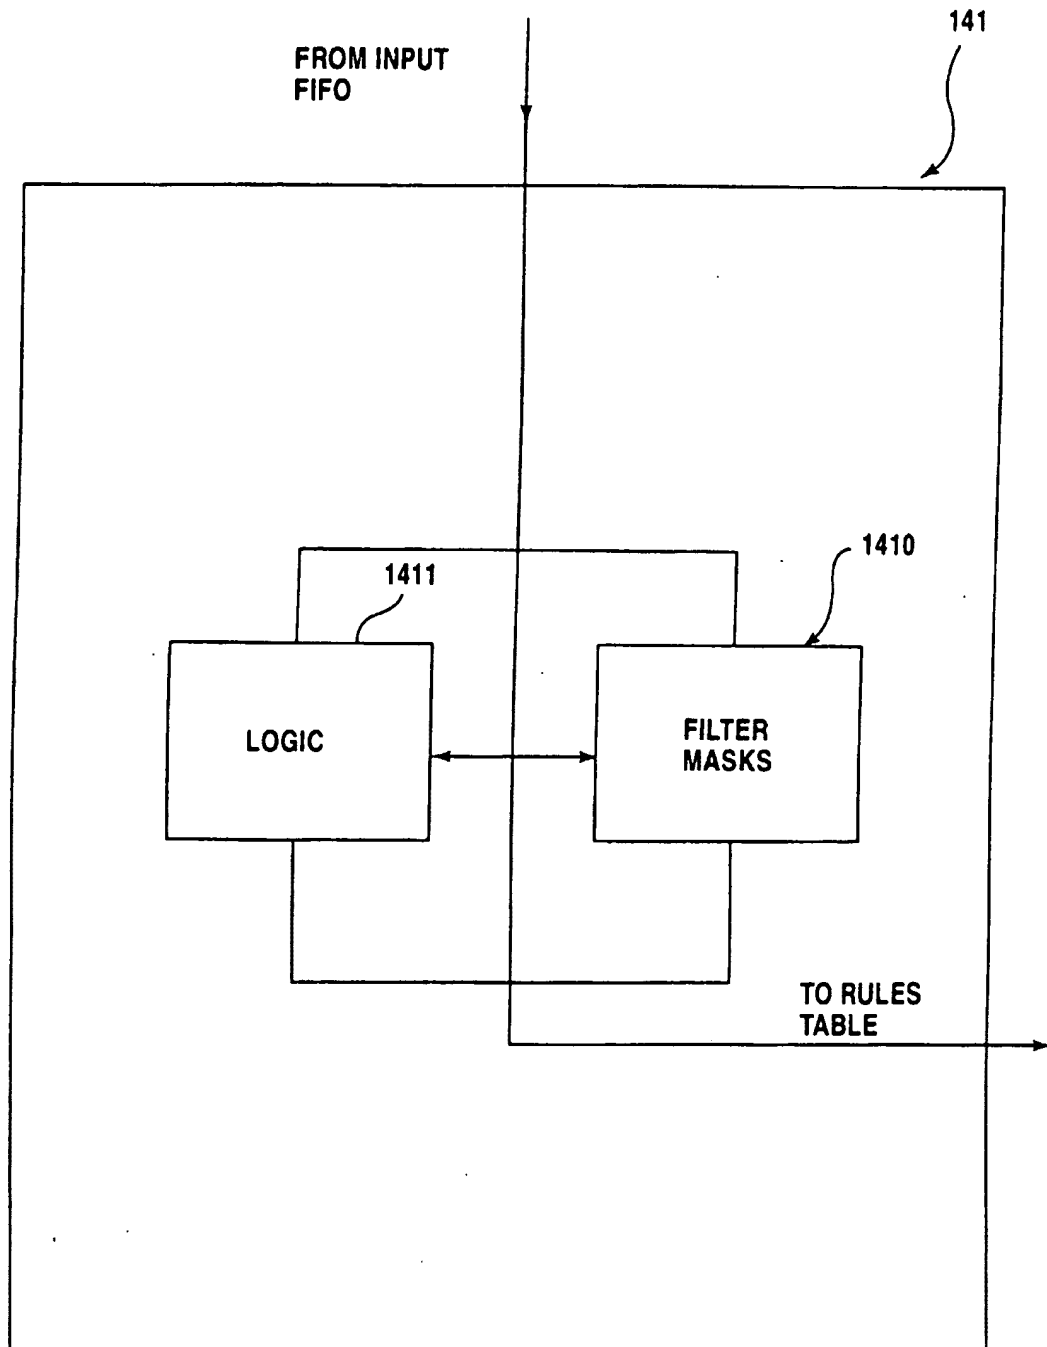 141
FROM INPUT
FIFO
1410
1411
LOGIC
FILTER
MASKS
TO RULES
TABLE